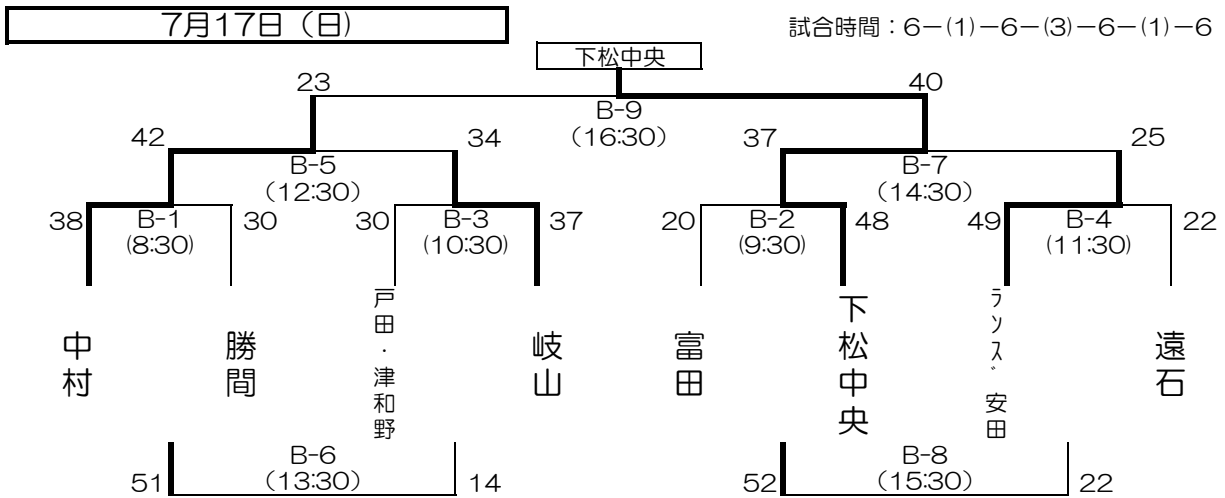 7月17日（日）
試合時間：6－(1)－6－(3)－6－(1)－6
下松中央
23
40
B-9
（16:30）
42
34
37
25
B-5
（12:30）
B-7
（14:30）
38
B-1
(8:30)
30
30
B-3
(10:30)
37
20
B-2
(9:30)
48
49
B-4
(11:30)
22
中村
勝間
戸田・津和野
岐山
富田
下松中央
ランズ安田
遠石
51
B-6
（13:30）
14
52
B-8
（15:30）
22